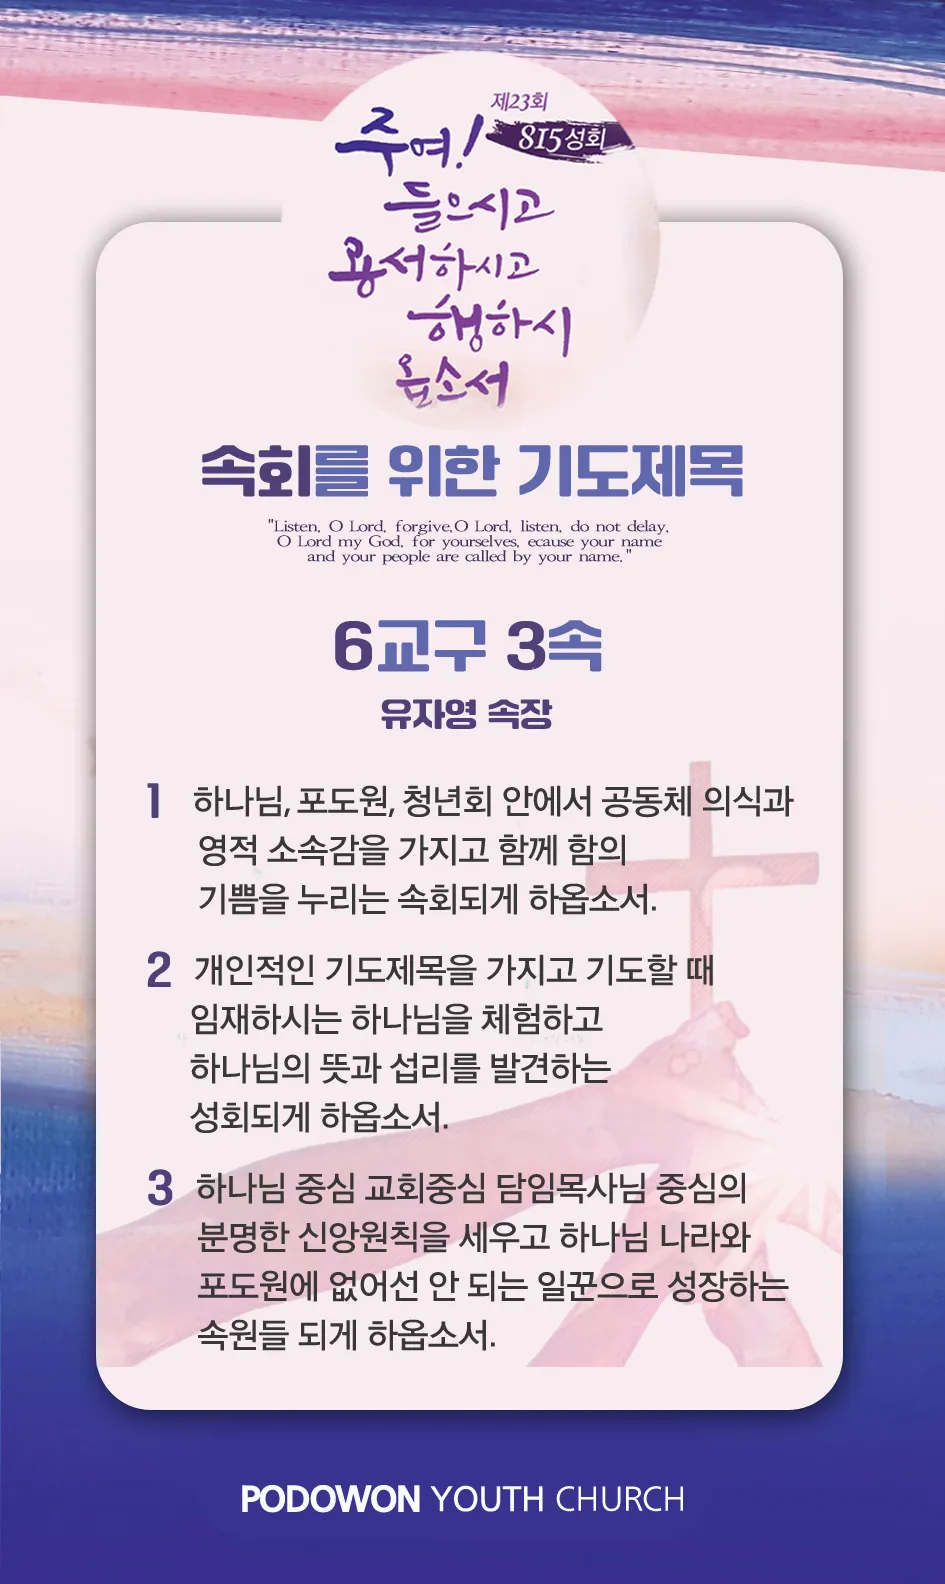 제23회
815성회
주여!
들으시고
용서하시고
행하시
옵소서
속회를 위한 기도제목
"Listen, O Lord, forgive,O Lord, listen, do not delay,
O Lord my God, for yourselves, ecause your name
and your people are called by your name."
6교구 3속
유자영 속장
1 하나님, 포도원, 청년회 안에서 공동체 의식과
영적 소속감을 가지고 함께 함의
기쁨을 누리는 속회되게 하옵소서.
2 개인적인 기도제목을 가지고 기도할 때
임재하시는 하나님을 체험하고
하나님의 뜻과 섭리를 발견하는
성회되게 하옵소서.
3 하나님 중심 교회중심 담임목사님 중심의
분명한 신앙원칙을 세우고 하나님 나라와
포도원에 없어선 안 되는 일꾼으로 성장하는
속원들 되게 하옵소서.
PODOWON YOUTH CHURCH